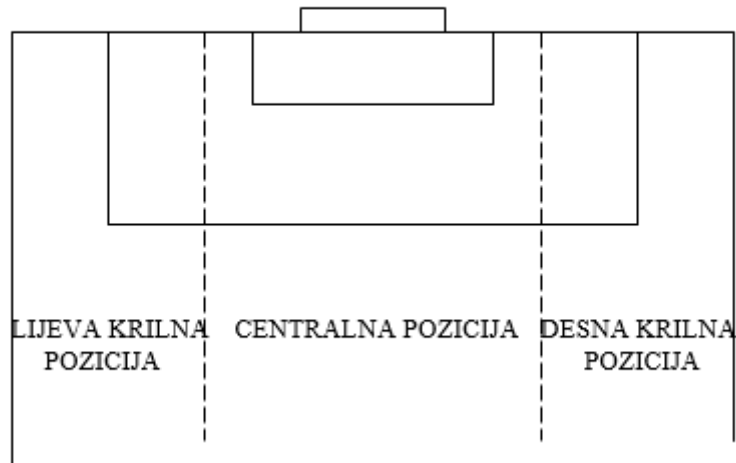 LIJEVA KRILNA
POZICIJA
CENTRALNA POZICIJA
DESNA KRILNA
POZICIJA